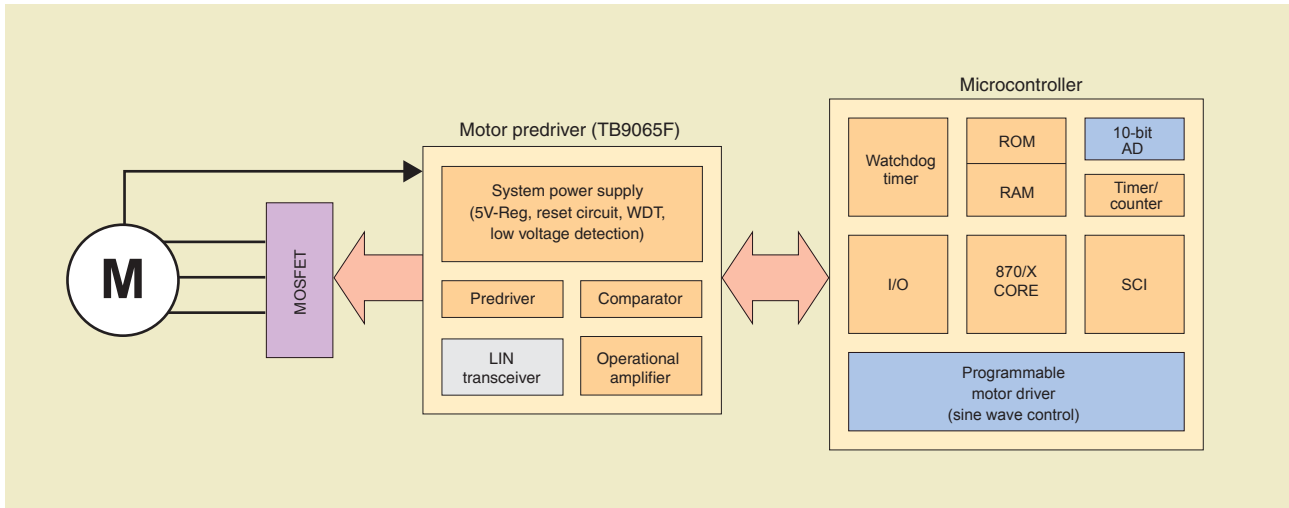 Microcontroller
Motor predriver (TB9065F)
M
MOSFET
System power supply
(5V-Reg, reset circuit, WDT,
low voltage detection)
Predriver
Comparator
LIN
transceiver
Operational
amplifier
Watchdog
timer
ROM
RAM
10-bit
AD
Timer/
counter
I/O
870/X
CORE
SCI
Programmable
motor driver
(sine wave control)